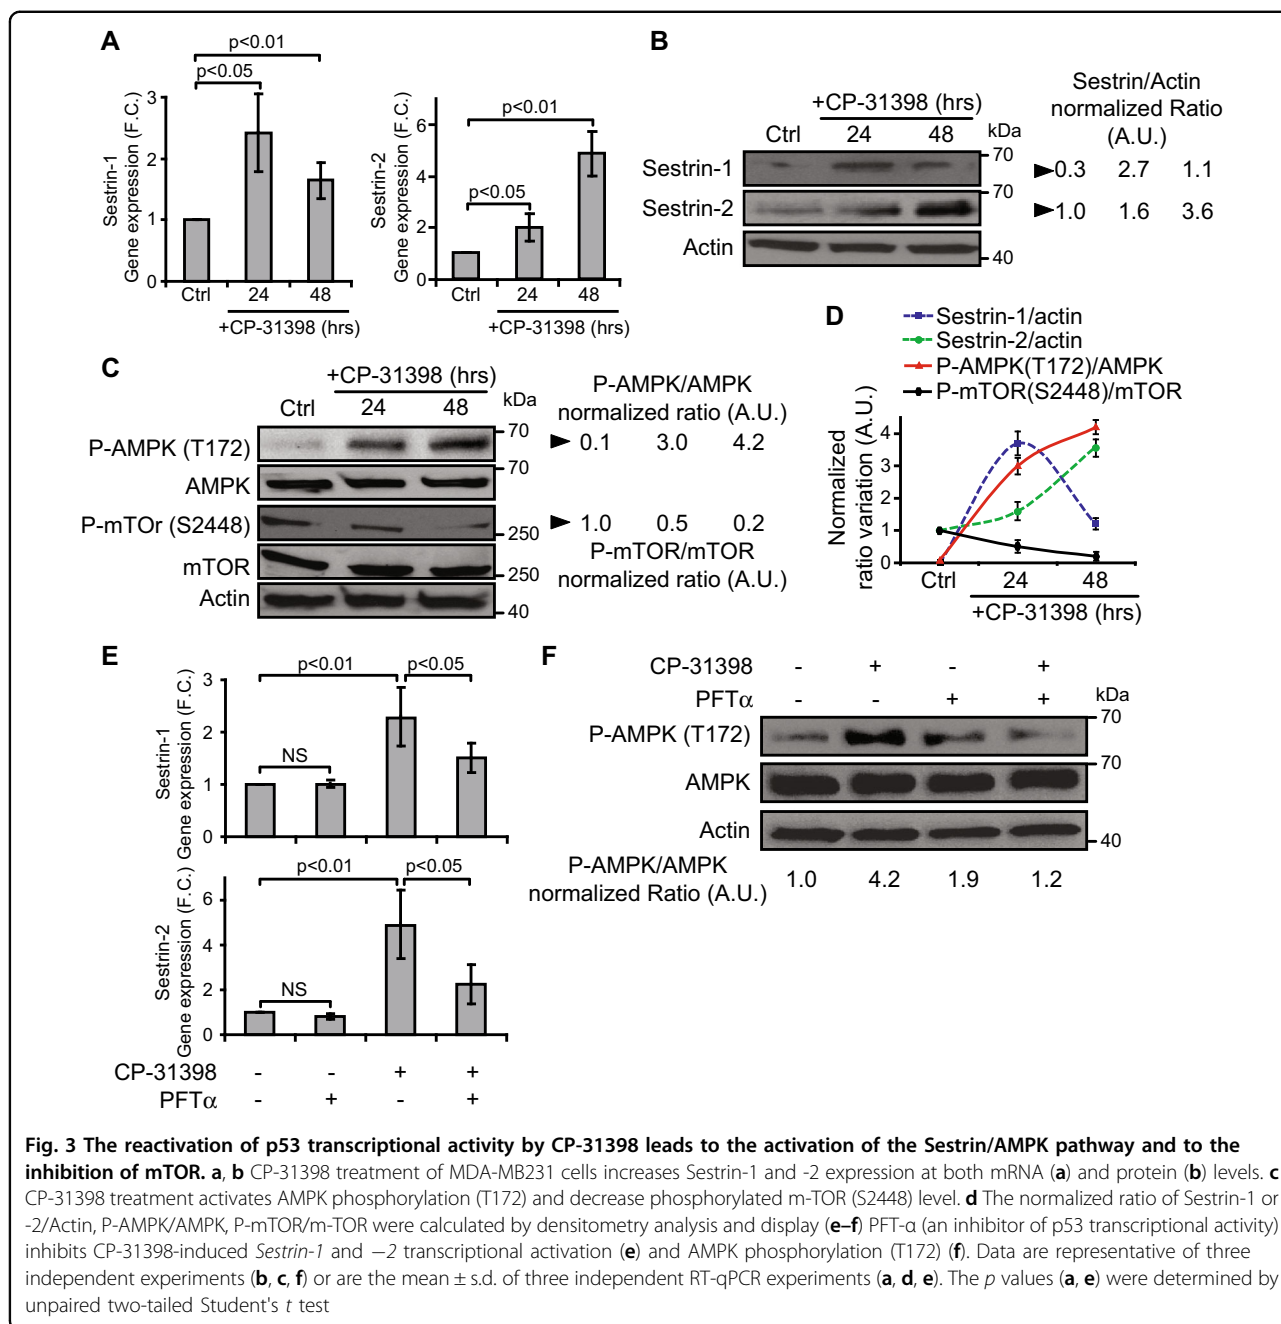 A
p<0.01
p<0.05
Sestrin-1
Gene expression (F.C.)
3
2
1
0
Ctrl 24 48
+CP-31398 (hrs)
p<0.01
p<0.05
Sestrin-2
Gene expression (F.C.)
6
4
2
0
Ctrl 24 48
+CP-31398 (hrs)
B
+CP-31398 (hrs)
Ctrl 24 48 kDa
Sestrin/Actin
normalized Ratio
(A.U.)
Sestrin-1 70 0.3 2.7 1.1
Sestrin-2 70 1.0 1.6 3.6
Actin 40
C
+CP-31398 (hrs)
Ctrl 24 48 kDa
P-AMPK/AMPK
normalized ratio (A.U.)
P-AMPK (T172) 70 0.1 3.0 4.2
AMPK 70
P-mTOr (S2448) 250 1.0 0.5 0.2
P-mTOR/mTOR
normalized ratio (A.U.)
mTOR 250
Actin 40
D
Sestrin-1/actin
Sestrin-2/actin
P-AMPK(T172)/AMPK
P-mTOR(S2448)/mTOR
Normalized
ratio variation (A.U.)
4
3
2
1
0
Ctrl 24 48
+CP-31398 (hrs)
E
p<0.01 p<0.05
NS
Sestrin-1
Gene expression (F.C.)
3
2
1
0
p<0.01 p<0.05
NS
Sestrin-2
Gene expression (F.C.)
6
4
2
0
CP-31398 - - + +
PFTα - + - +
F
CP-31398 - + - +
PFTα - - + + kDa
P-AMPK (T172) 70
AMPK 70
Actin 40
P-AMPK/AMPK
normalized Ratio (A.U.) 1.0 4.2 1.9 1.2
Fig. 3 The reactivation of p53 transcriptional activity by CP-31398 leads to the activation of the Sestrin/AMPK pathway and to the
inhibition of mTOR. a, b CP-31398 treatment of MDA-MB231 cells increases Sestrin-1 and -2 expression at both mRNA (a) and protein (b) levels. c
CP-31398 treatment activates AMPK phosphorylation (T172) and decrease phosphorylated m-TOR (S2448) level. d The normalized ratio of Sestrin-1 or
-2/Actin, P-AMPK/AMPK, P-mTOR/m-TOR were calculated by densitometry analysis and display (e–f) PFT-α (an inhibitor of p53 transcriptional activity)
inhibits CP-31398-induced Sestrin-1 and −2 transcriptional activation (e) and AMPK phosphorylation (T172) (f). Data are representative of three
independent experiments (b, c, f) or are the mean ± s.d. of three independent RT-qPCR experiments (a, d, e). The p values (a, e) were determined by
unpaired two-tailed Student's t test